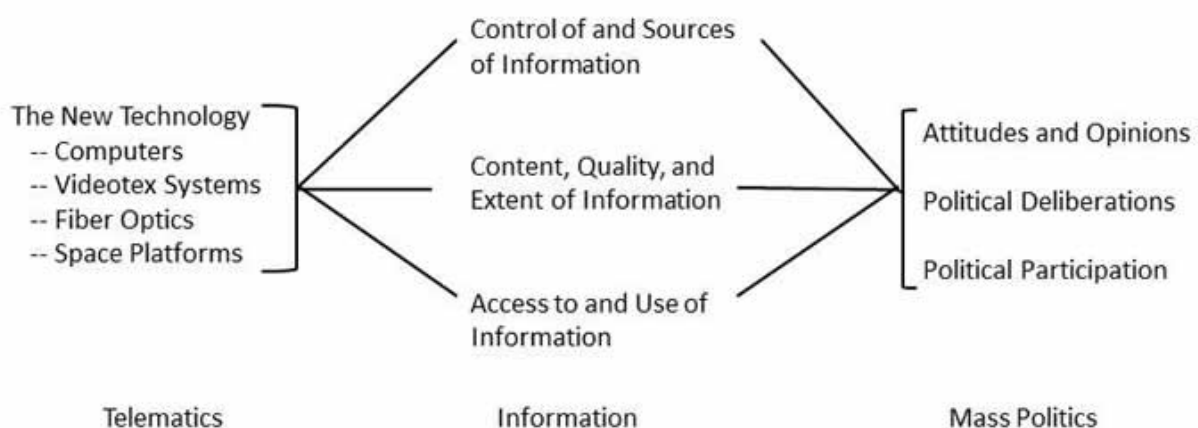 The New Technology
-- Computers
-- Videotex Systems
-- Fiber Optics
-- Space Platforms
Control of and Sources
of Information
Content, Quality, and
Extent of Information
Access to and Use of
Information
Attitudes and Opinions
Political Deliberations
Political Participation
Telematics
Information
Mass Politics